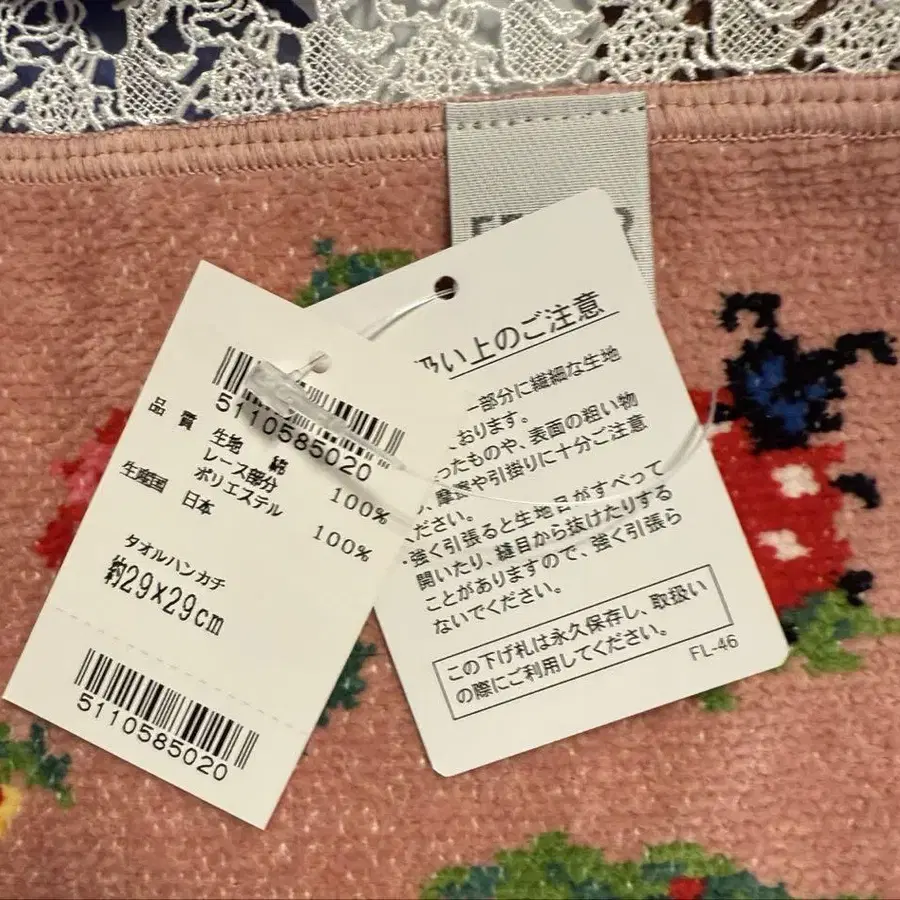 5110585020
品質 生地 綿 100%
レース部分
ポリエステル 100%
生産国 日本
タオルハンカチ
約29×29cm
5110585020
い上のご注意
一部分に繊細な生地
おります。
ったものや、表面の粗い物
、摩擦や引掛りに十分ご注意
ださい。
・強く引張ると生地目がすべって
開いたり、縫目から抜けたりする
ことがありますので、強く引張ら
ないでください。
この下げ札は永久保存し、取扱い
の際にご利用してください。
FL-46